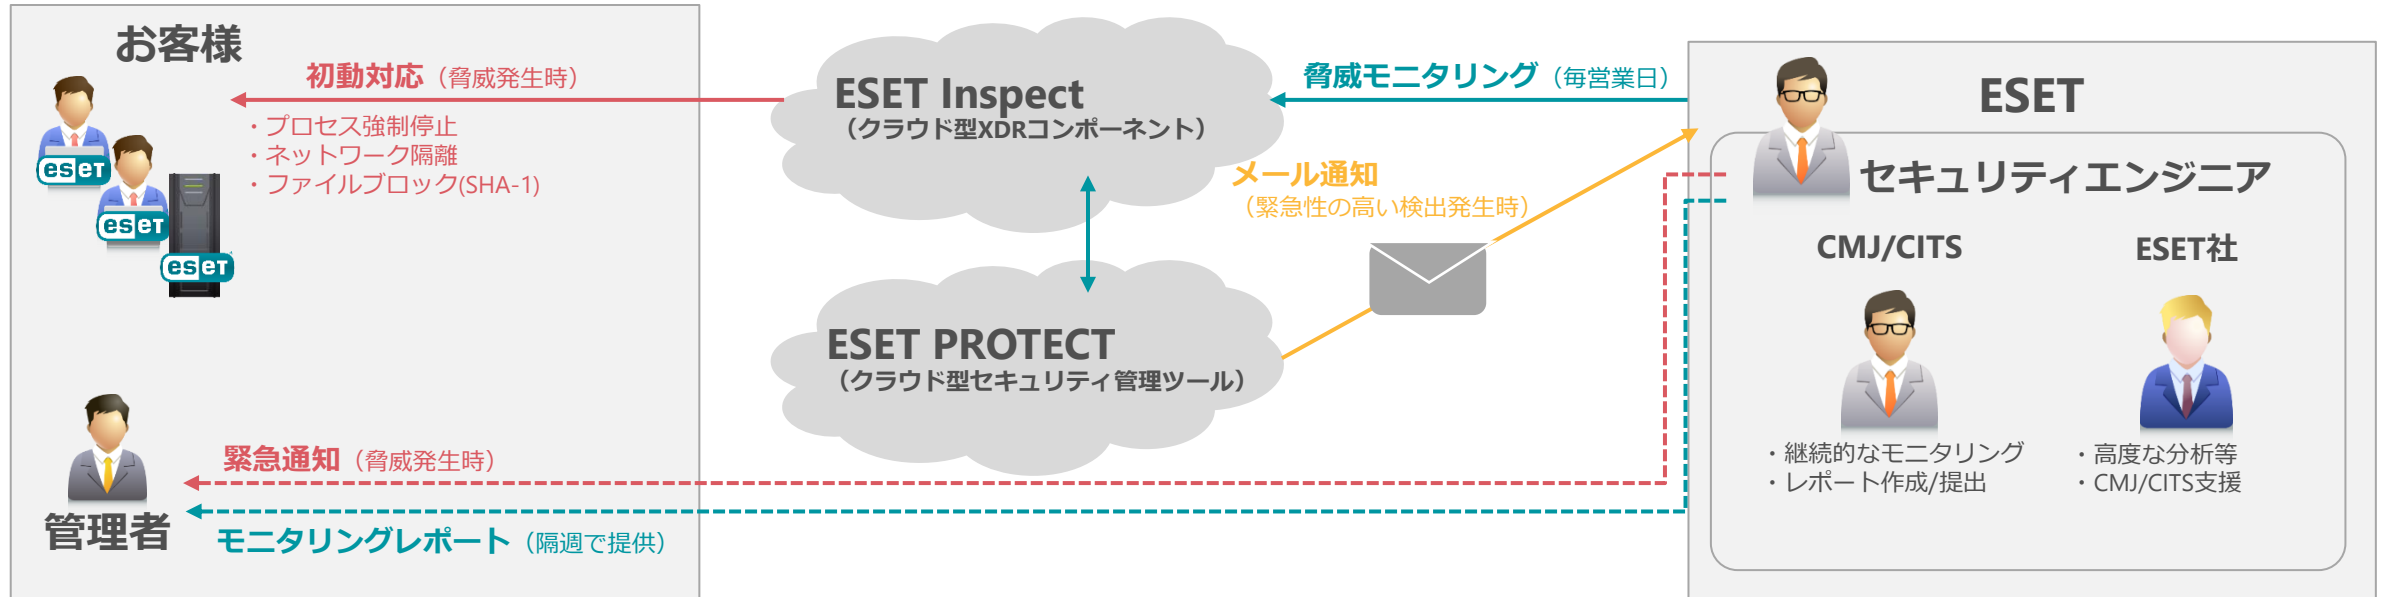 お客様
初動対応（脅威発生時）
・プロセス強制停止
・ネットワーク隔離
・ファイルブロック(SHA-1)
eset
eset
eset
緊急通知（脅威発生時）
管理者
モニタリングレポート（隔週で提供）
ESET Inspect
（クラウド型XDRコンポーネント）
ESET PROTECT
（クラウド型セキュリティ管理ツール）
脅威モニタリング（毎営業日）
メール通知
（緊急性の高い検出発生時）
ESET
セキュリティエンジニア
CMJ/CITS
・継続的なモニタリング
・レポート作成/提出
ESET社
・高度な分析等
・CMJ/CITS支援